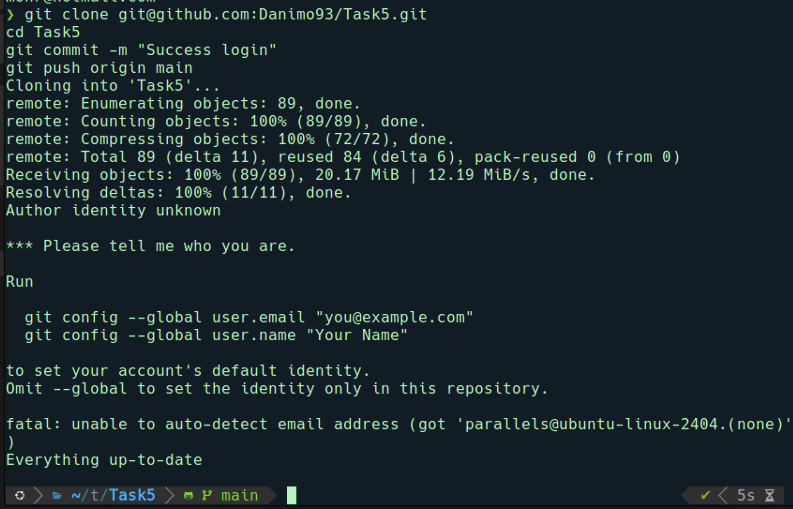 ❯ git clone git@github.com:Danimo93/Task5.git
cd Task5
git commit -m "Success login"
git push origin main
Cloning into 'Task5'...
remote: Enumerating objects: 89, done.
remote: Counting objects: 100% (89/89), done.
remote: Compressing objects: 100% (72/72), done.
remote: Total 89 (delta 11), reused 84 (delta 6), pack-reused 0 (from 0)
Receiving objects: 100% (89/89), 20.17 MiB | 12.19 MiB/s, done.
Resolving deltas: 100% (11/11), done.
Author identity unknown
*** Please tell me who you are.
Run
git config --global user.email "you@example.com"
git config --global user.name "Your Name"
to set your account's default identity.
Omit --global to set the identity only in this repository.
fatal: unable to auto-detect email address (got 'parallels@ubuntu-linux-2404.(none)'
)
Everything up-to-date
~/t/Task5 main ✔ 5s